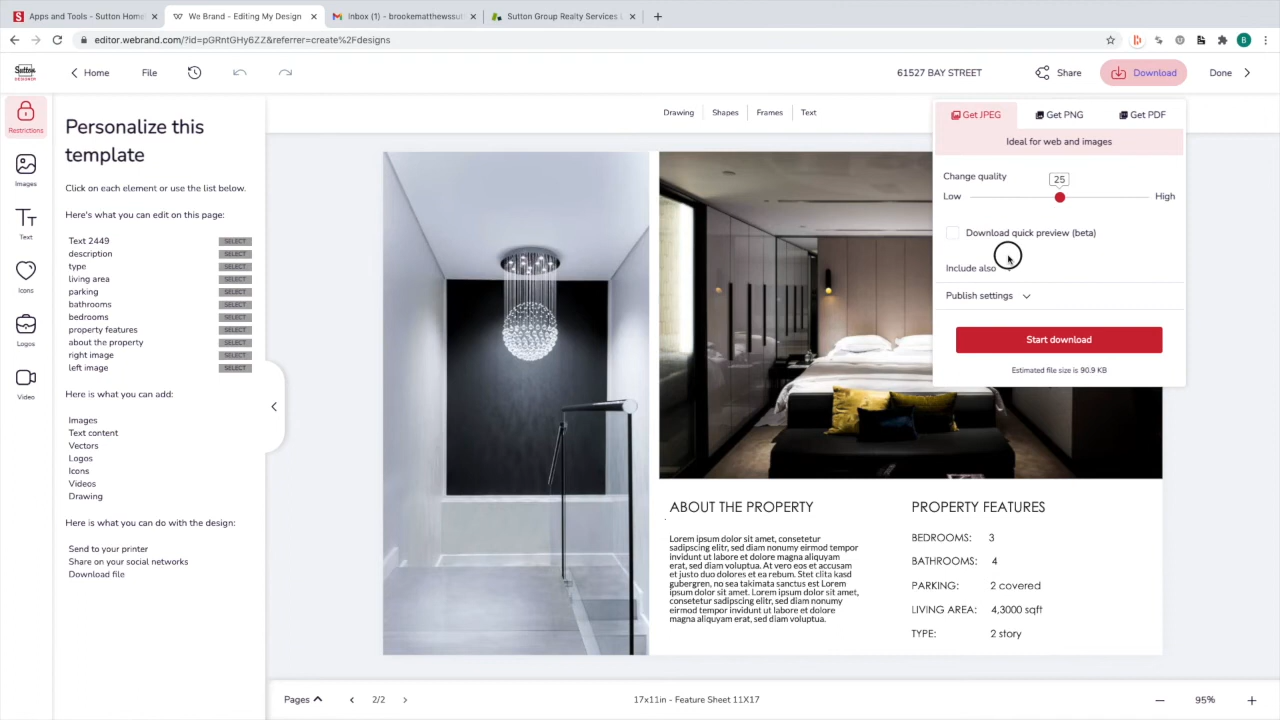 Apps and Tools - Sutton Home
We Brand - Editing My Design
Inbox (1) - brookematthewssut
Sutton Group Realty Services L
editor.webrand.com/?id=pGRntGHy6ZZ&referrer=create%2Fdesigns
B
Sutton
DESIGNER
Home
File
61527 BAY STREET
Share
Download
Done
Restrictions
Images
Text
Icons
Logos
Video
Personalize this
template
Click on each element or use the list below.
Here's what you can edit on this page:
Text 2449 SELECT
description SELECT
type SELECT
living area SELECT
parking SELECT
bathrooms SELECT
bedrooms SELECT
property features SELECT
about the property SELECT
right image SELECT
left image SELECT
Here is what you can add:
Images
Text content
Vectors
Logos
Icons
Videos
Drawing
Here is what you can do with the design:
Send to your printer
Share on your social networks
Download file
Drawing
Shapes
Frames
Text
Get JPEG
Get PNG
Get PDF
Ideal for web and images
Change quality
25
Low
High
Download quick preview (beta)
Include also
Publish settings
Start download
Estimated file size is 90.9 KB
ABOUT THE PROPERTY
Lorem ipsum dolor sit amet, consetetur
sadipscing elitr, sed diam nonumy eirmod tempor
invidunt ut labore et dolore magna aliquyam
erat, sed diam voluptua. At vero eos et accusam
et justo duo dolores et ea rebum. Stet clita kasd
gubergren, no sea takimata sanctus est Lorem
ipsum dolor sit amet. Lorem ipsum dolor sit amet,
consetetur sadipscing elitr, sed diam nonumy
eirmod tempor invidunt ut labore et dolore
magna aliquyam erat, sed diam voluptua.
PROPERTY FEATURES
BEDROOMS: 3
BATHROOMS: 4
PARKING: 2 covered
LIVING AREA: 4,3000 sqft
TYPE: 2 story
Pages
2/2
17x11in - Feature Sheet 11X17
95%